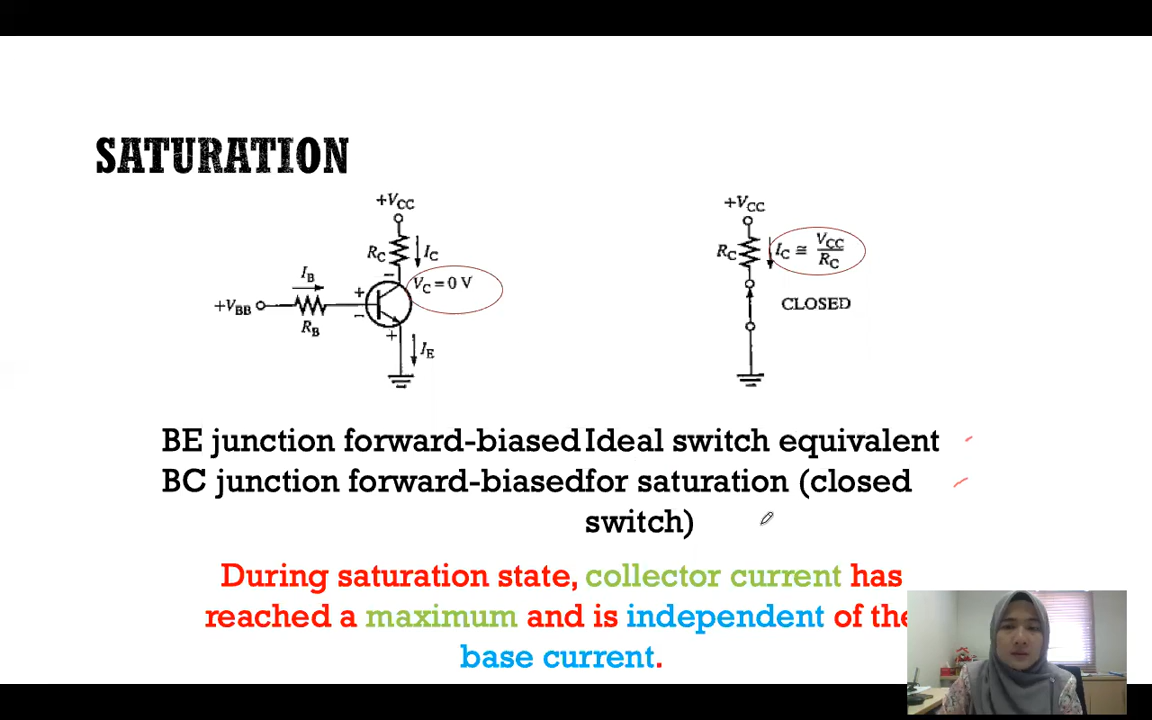 SATURATION
+VCC
RC
IC
IB
VC = 0 V
+
−
−
+
+VBB
RB
IE
+VCC
RC
IC ≅ VCC/RC
CLOSED
BE junction forward-biased
BC junction forward-biased
Ideal switch equivalent
for saturation (closed
switch)
During saturation state, collector current has
reached a maximum and is independent of the
base current.